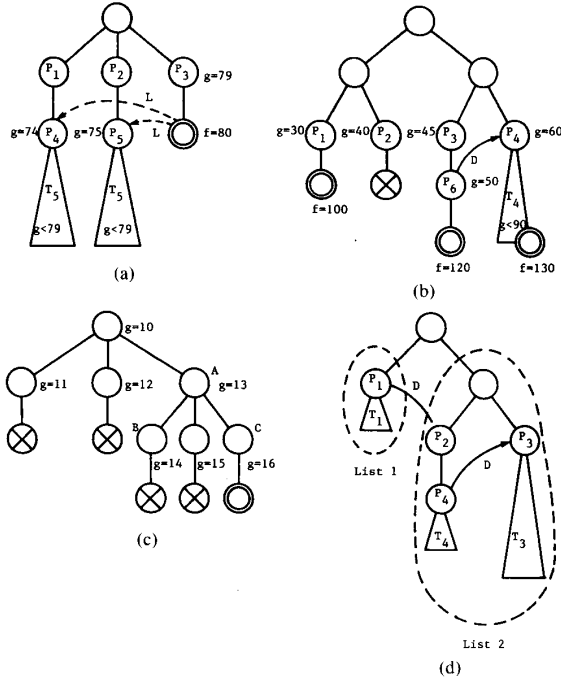 P1 P2 P3 g=79
L
g=74 P4 g=75 P5 L f=80
T5 T5
g<79 g<79
(a)
g=30 P1 g=40 P2 g=45 P3 P4 g=60
D
P6 g=50 T4
g<90
f=100
f=120 f=130
(b)
g=10
A
g=11 g=12 g=13
B C
g=14 g=15 g=16
(c)
P1 D
T1
P2 P3
List 1
D
P4
T4 T3
List 2
(d)